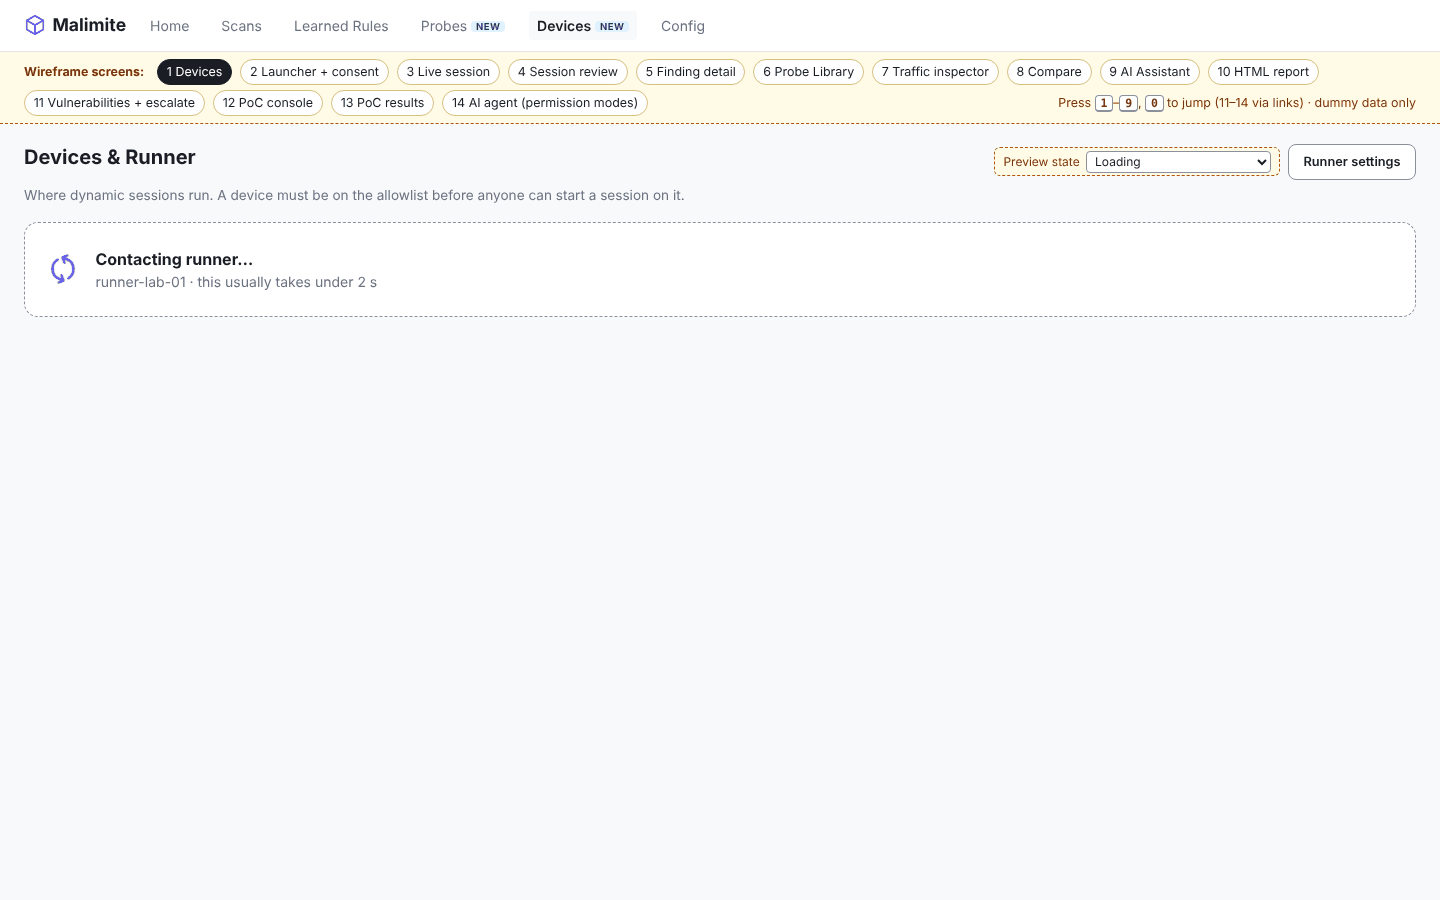 Malimite Home Scans Learned Rules Probes NEW Devices NEW Config
Wireframe screens: 1 Devices 2 Launcher + consent 3 Live session 4 Session review 5 Finding detail 6 Probe Library 7 Traffic inspector 8 Compare 9 AI Assistant 10 HTML report
11 Vulnerabilities + escalate 12 PoC console 13 PoC results 14 AI agent (permission modes) Press 1–9, 0 to jump (11–14 via links) · dummy data only
Devices & Runner Preview state Loading Runner settings
Where dynamic sessions run. A device must be on the allowlist before anyone can start a session on it.
Contacting runner…
runner-lab-01 · this usually takes under 2 s